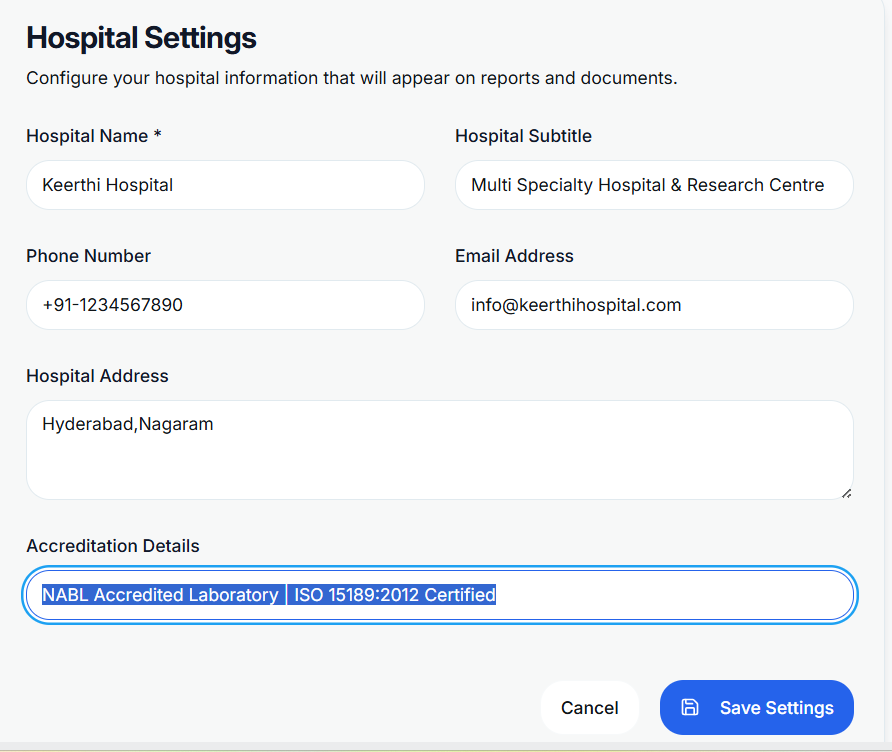 Hospital Settings
Configure your hospital information that will appear on reports and documents.
Hospital Name *
Hospital Subtitle
Keerthi Hospital
Multi Specialty Hospital & Research Centre
Phone Number
Email Address
+91-1234567890
info@keerthihospital.com
Hospital Address
Hyderabad,Nagaram
Accreditation Details
NABL Accredited Laboratory | ISO 15189:2012 Certified
Cancel
Save Settings